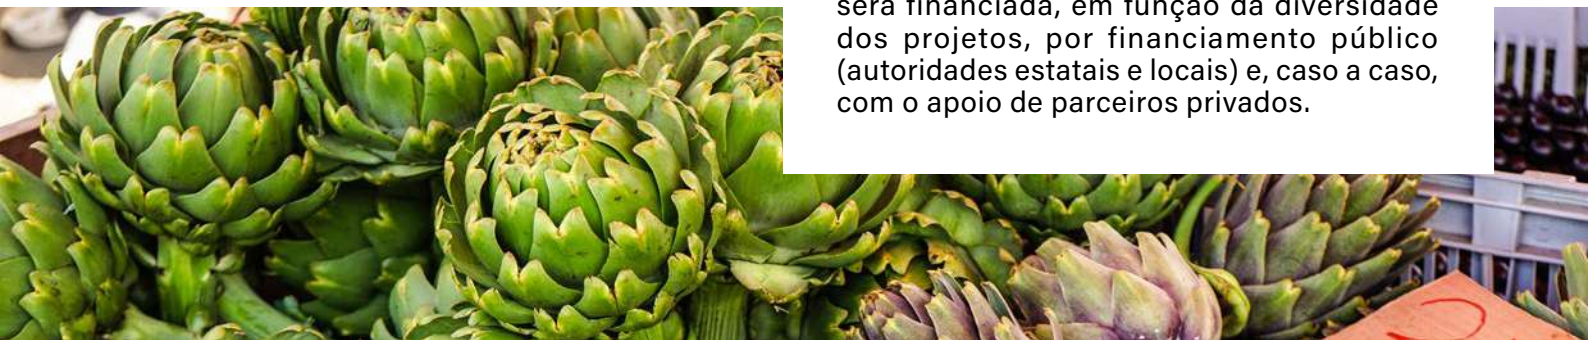 será financiada, em função da diversidade
dos projetos, por financiamento público
(autoridades estatais e locais) e, caso a caso,
com o apoio de parceiros privados.